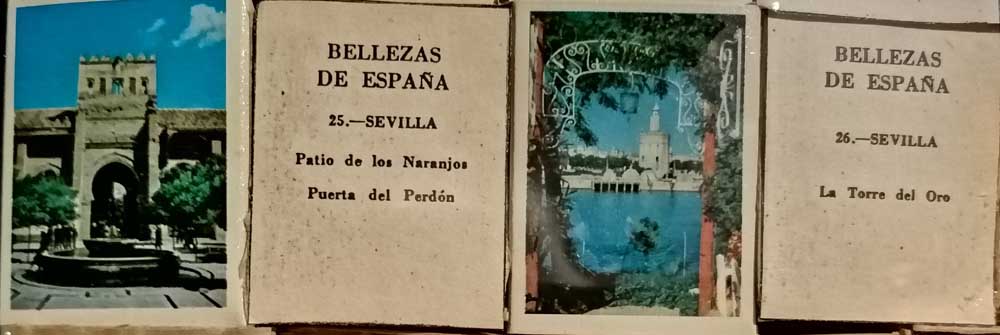 BELLEZAS
DE ESPAÑA
25.—SEVILLA
Patio de los Naranjos
Puerta del Perdón
BELLEZAS
DE ESPAÑA
26.—SEVILLA
La Torre del Oro